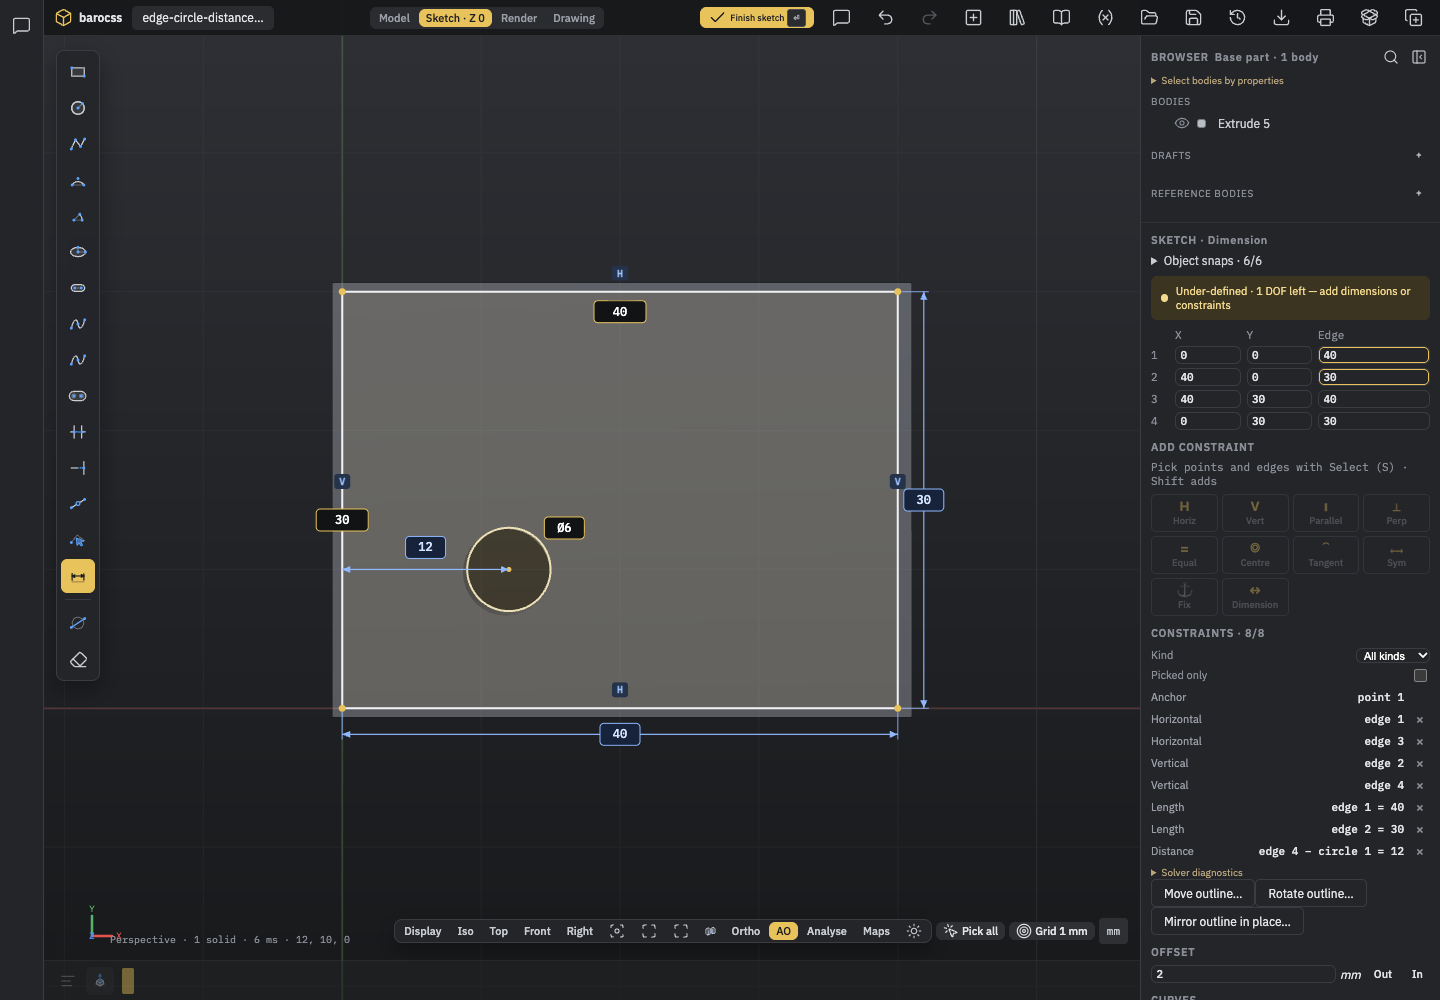 barocss
edge-circle-distance...
Model
Sketch · Z 0
Render
Drawing
Finish sketch
BROWSER Base part · 1 body
Select bodies by properties
BODIES
Extrude 5
DRAFTS
+
REFERENCE BODIES
+
SKETCH · Dimension
Object snaps · 6/6
Under-defined · 1 DOF left — add dimensions or
constraints
X Y Edge
1 0 0 40
2 40 0 30
3 40 30 40
4 0 30 30
ADD CONSTRAINT
Pick points and edges with Select (S) ·
Shift adds
H V
Horiz Vert Parallel Perp
Equal Centre Tangent Sym
Fix Dimension
CONSTRAINTS · 8/8
Kind All kinds
Picked only
Anchor point 1
Horizontal edge 1 ×
Horizontal edge 3 ×
Vertical edge 2 ×
Vertical edge 4 ×
Length edge 1 = 40 ×
Length edge 2 = 30 ×
Distance edge 4 – circle 1 = 12 ×
Solver diagnostics
Move outline...
Rotate outline...
Mirror outline in place...
OFFSET
2 mm Out In
H
40
V
V
30
30
Ø6
12
H
40
Y
X
Z
Perspective · 1 solid · 6 ms · 12, 10, 0
Display Iso Top Front Right Ortho AO Analyse Maps
Pick all
Grid 1 mm
mm